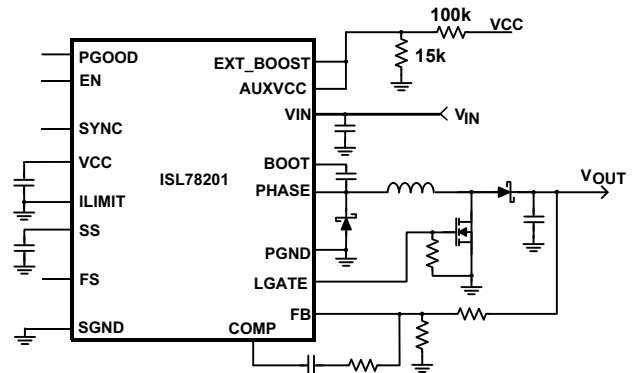 100k
VCC
15k
PGOOD
EXT_BOOST
EN
AUXVCC
VIN
VIN
SYNC
BOOT
VCC
ISL78201
PHASE
VOUT
ILIMIT
SS
PGND
FS
LGATE
FB
SGND
COMP